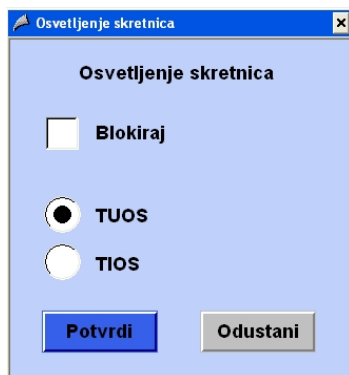 Osvetljenje skretnica
Osvetljenje skretnica
Blokiraj
TUOS
TIOS
Potvrdi Odustani